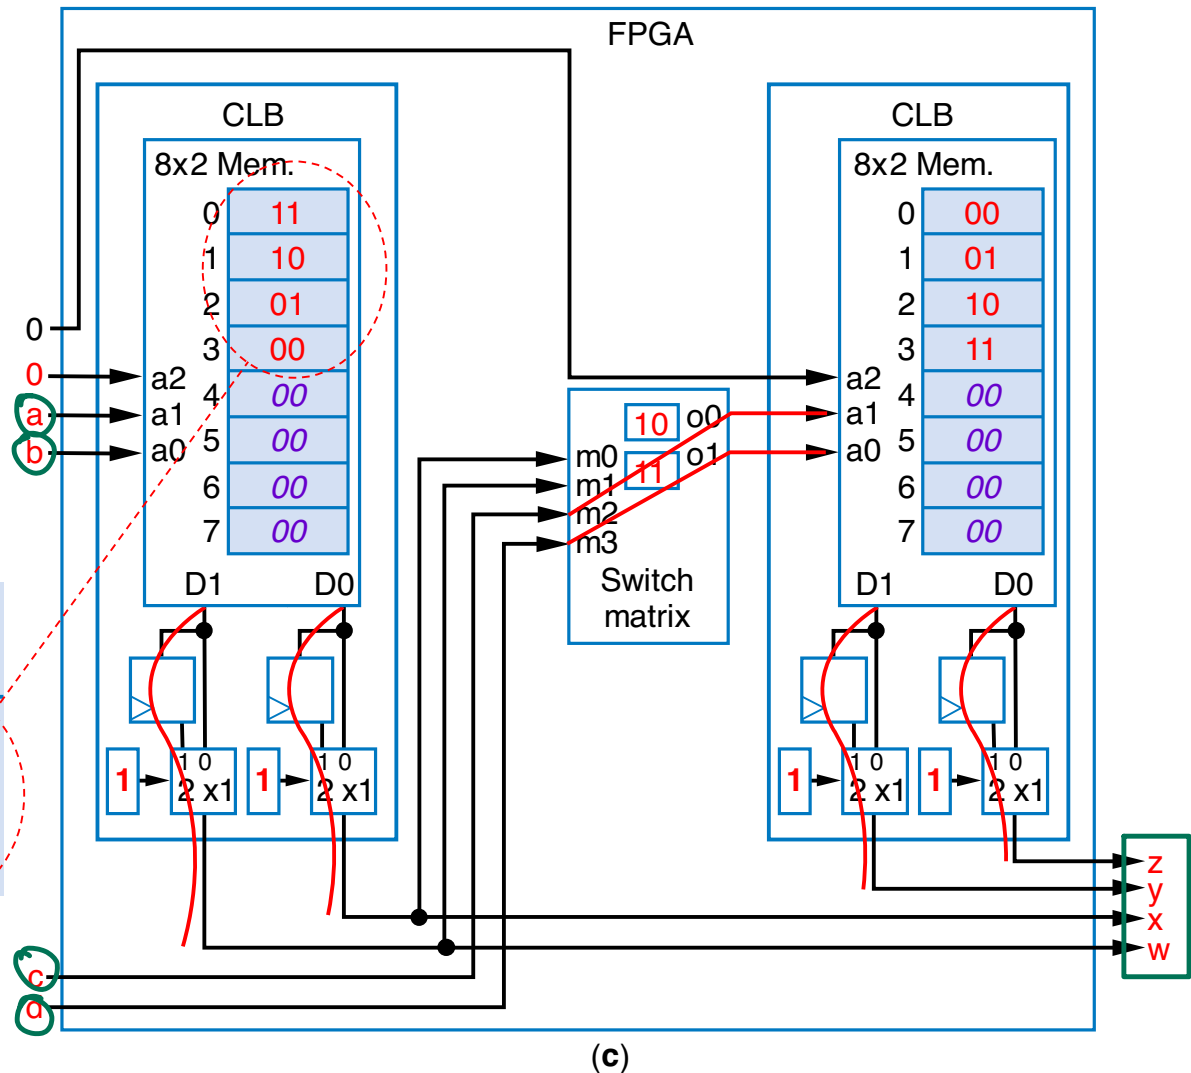 FPGA
CLB
8x2 Mem.
0 11
1 10
2 01
3 00
4 00
5 00
6 00
7 00
0
0
a
b
a2
a1
a0
D1 D0
1
1 0
2 x1
1
1 0
2 x1
c
d
10 o0
11 o1
m0
m1
m2
m3
Switch
matrix
CLB
8x2 Mem.
0 00
1 01
2 10
3 11
4 00
5 00
6 00
7 00
a2
a1
a0
D1 D0
1
1 0
2 x1
1
1 0
2 x1
z
y
x
w
(c)